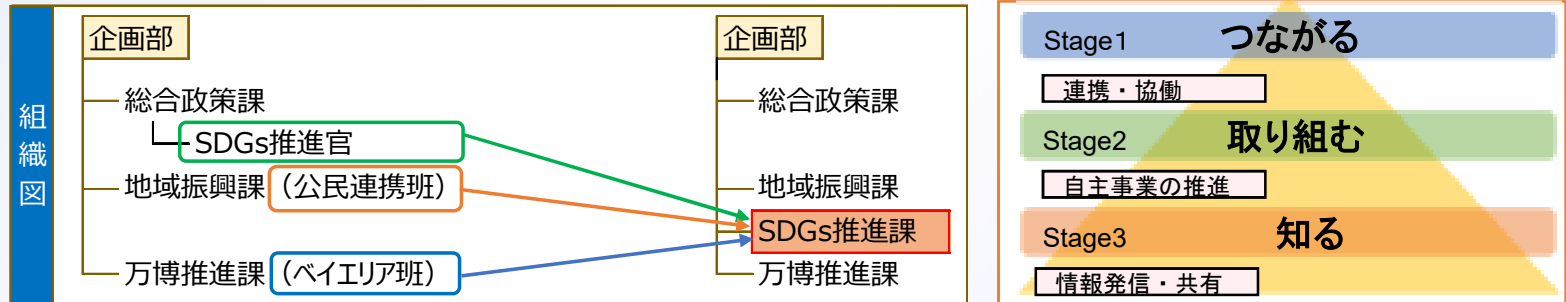 組織図
企画部
総合政策課
SDGs推進官
地域振興課（公民連携班）
万博推進課（ベイエリア班）
企画部
総合政策課
地域振興課
SDGs推進課
万博推進課
Stage1 つながる
連携・協働
Stage2 取り組む
自主事業の推進
Stage3 知る
情報発信・共有